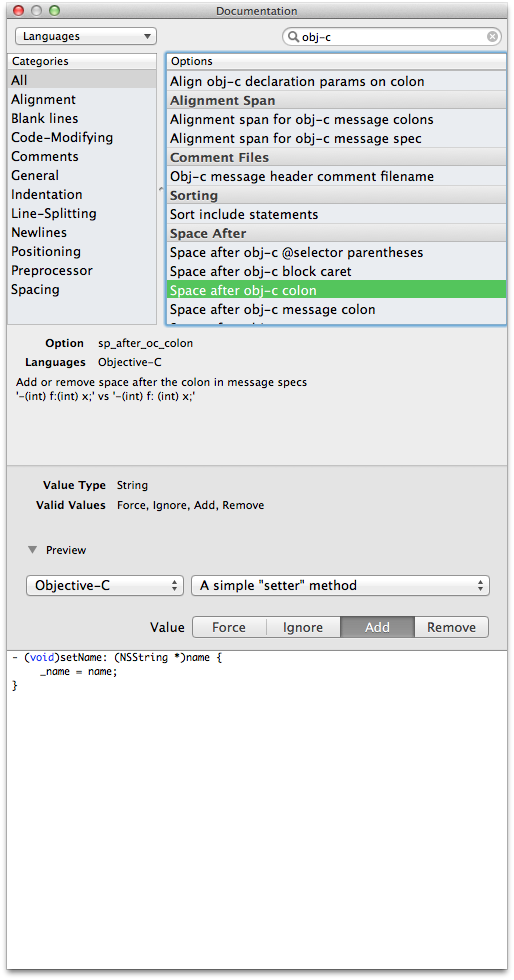 Documentation
Languages
obj-c
Categories
All
Alignment
Blank lines
Code-Modifying
Comments
General
Indentation
Line-Splitting
Newlines
Positioning
Preprocessor
Spacing
Options
Align obj-c declaration params on colon
Alignment Span
Alignment span for obj-c message colons
Alignment span for obj-c message spec
Comment Files
Obj-c message header comment filename
Sorting
Sort include statements
Space After
Space after obj-c @selector parentheses
Space after obj-c block caret
Space after obj-c colon
Space after obj-c message colon
Option sp_after_oc_colon
Languages Objective-C
Add or remove space after the colon in message specs
'-(int) f:(int) x;' vs '-(int) f: (int) x;'
Value Type String
Valid Values Force, Ignore, Add, Remove
Preview
Objective-C A simple "setter" method
Value Force Ignore Add Remove
- (void)setName: (NSString *)name {
    _name = name;
}